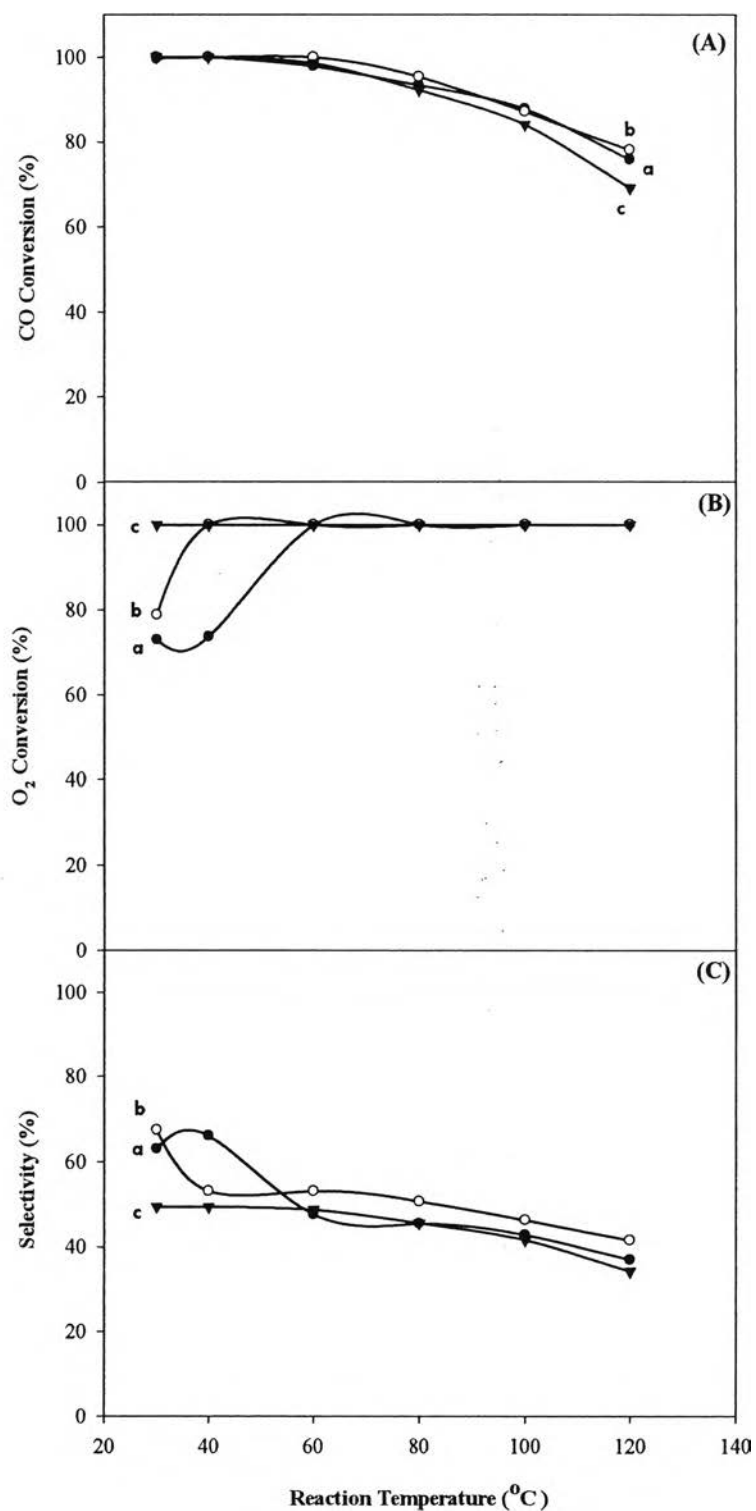 (A)
100
80
60
40
20
0
CO Conversion (%)
b
a
c
(B)
100
80
60
40
20
0
O2 Conversion (%)
c
b
a
(C)
100
80
60
40
20
0
Selectivity (%)
b
a
c
20 40 60 80 100 120 140
Reaction Temperature (°C)